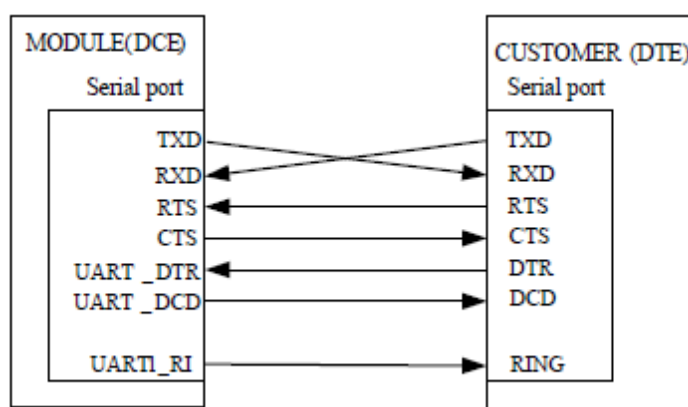 MODULE(DCE)
Serial port
TXD
RXD
RTS
CTS
UART _DTR
UART _DCD
UART1_RI
CUSTOMER (DTE)
Serial port
TXD
RXD
RTS
CTS
DTR
DCD
RING